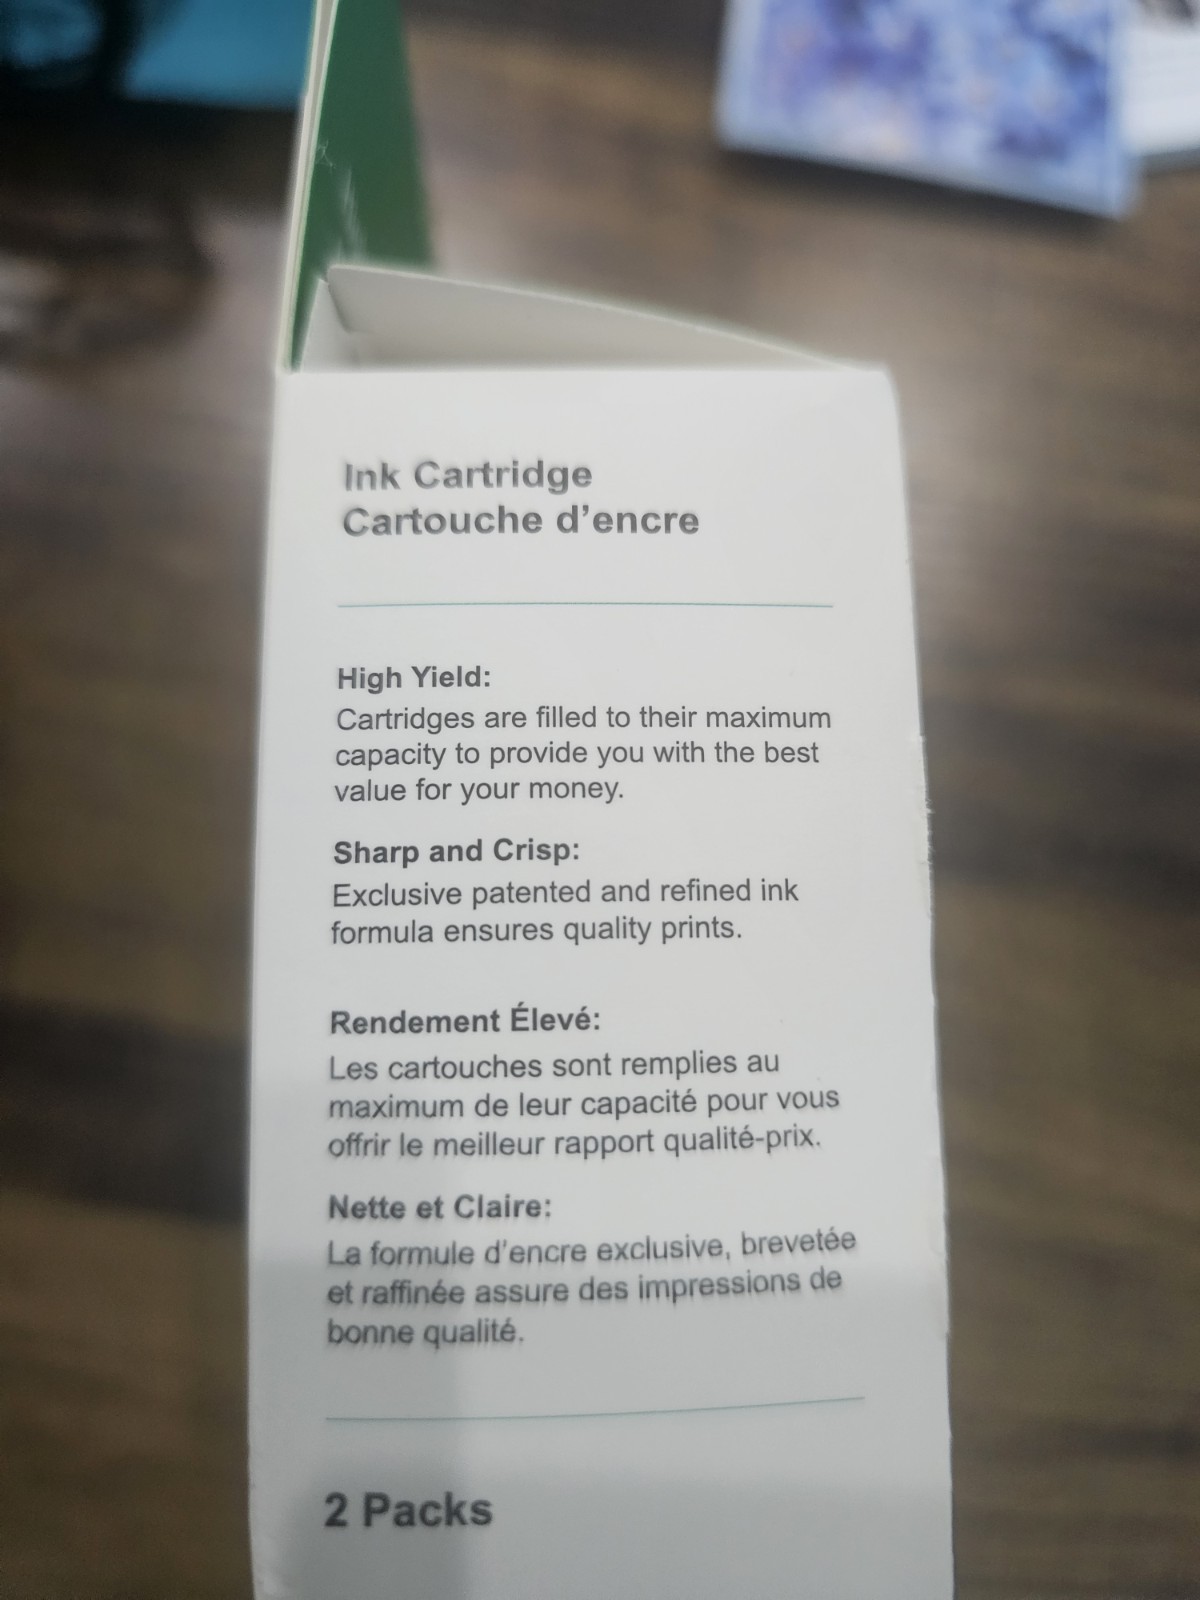 Ink Cartridge
Cartouche d’encre
High Yield:
Cartridges are filled to their maximum
capacity to provide you with the best
value for your money.
Sharp and Crisp:
Exclusive patented and refined ink
formula ensures quality prints.
Rendement Élevé:
Les cartouches sont remplies au
maximum de leur capacité pour vous
offrir le meilleur rapport qualité-prix.
Nette et Claire:
La formule d’encre exclusive, brevetée
et raffinée assure des impressions de
bonne qualité.
2 Packs